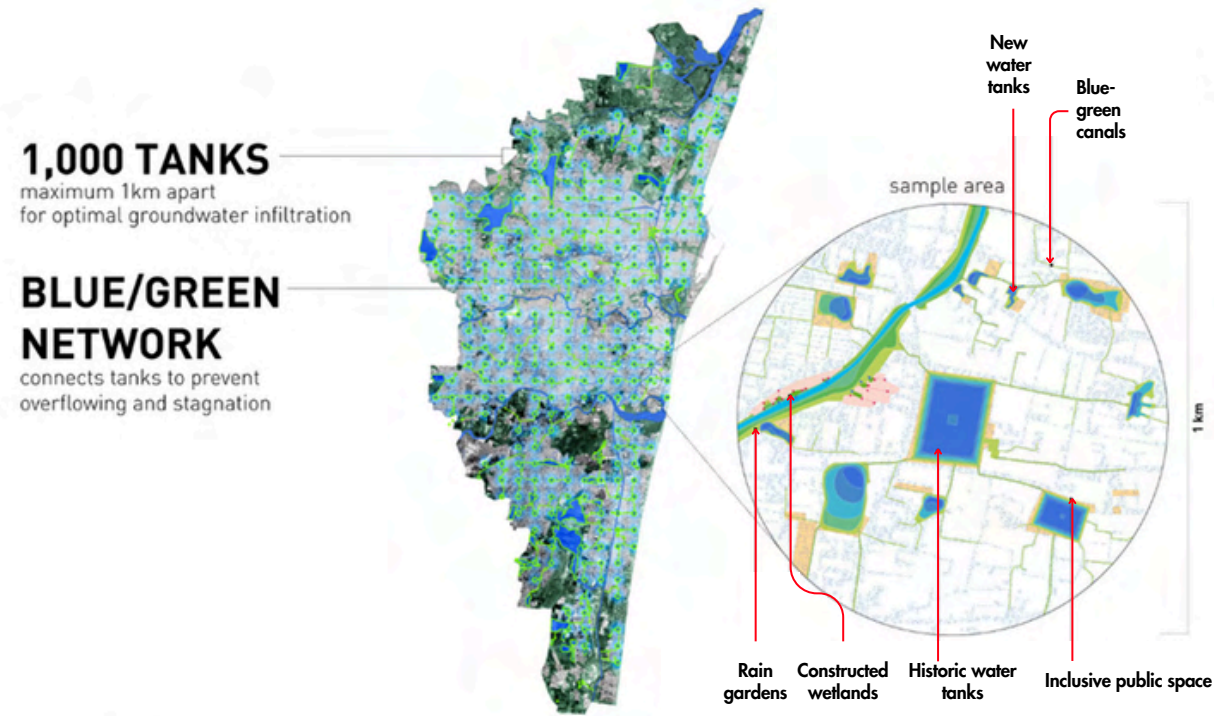 1,000 TANKS
maximum 1km apart
for optimal groundwater infiltration
BLUE/GREEN
NETWORK
connects tanks to prevent
overflowing and stagnation
New
water
tanks
Blue-
green
canals
sample area
1 km
Rain
gardens
Constructed
wetlands
Historic water
tanks
Inclusive public space